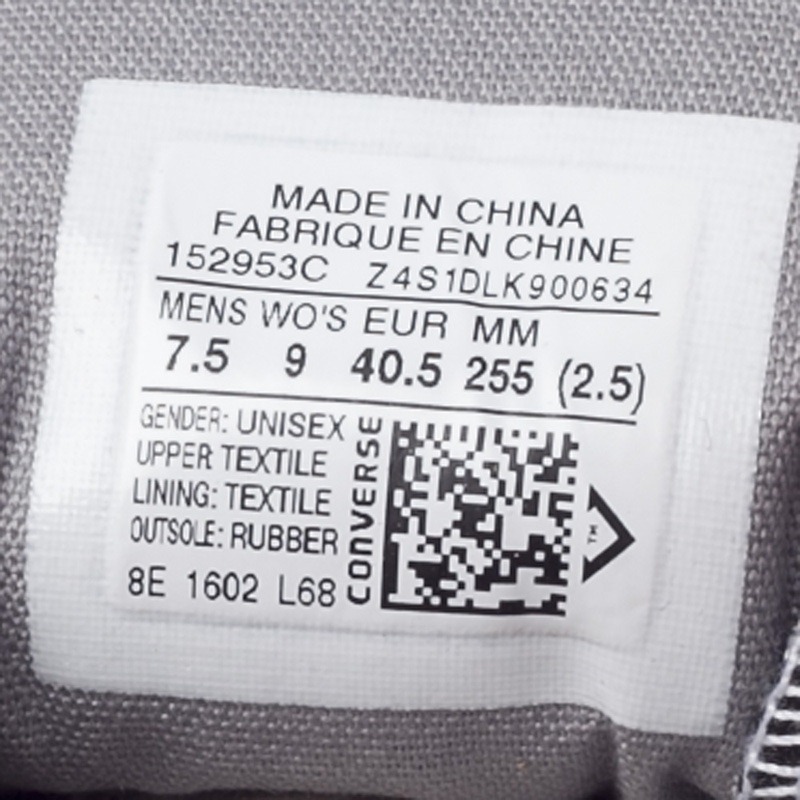 MADE IN CHINA
FABRIQUE EN CHINE
152953C Z4S1DLK900634
MENS WO'S EUR MM
7.5 9 40.5 255 (2.5)
GENDER: UNISEX
UPPER TEXTILE
LINING: TEXTILE
OUTSOLE: RUBBER
8E 1602 L68
CONVERSE
TM